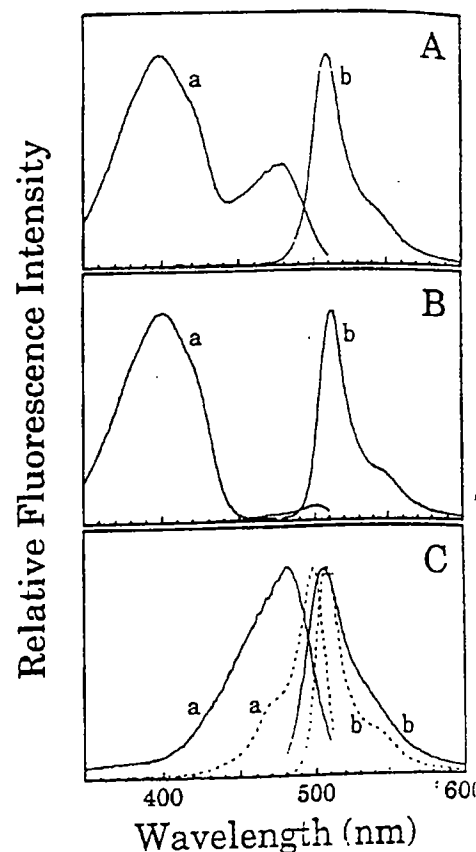 A
a
b
B
a
b
C
a
a
b
b
400
500
600
Wavelength (nm)
Relative Fluorescence Intensity